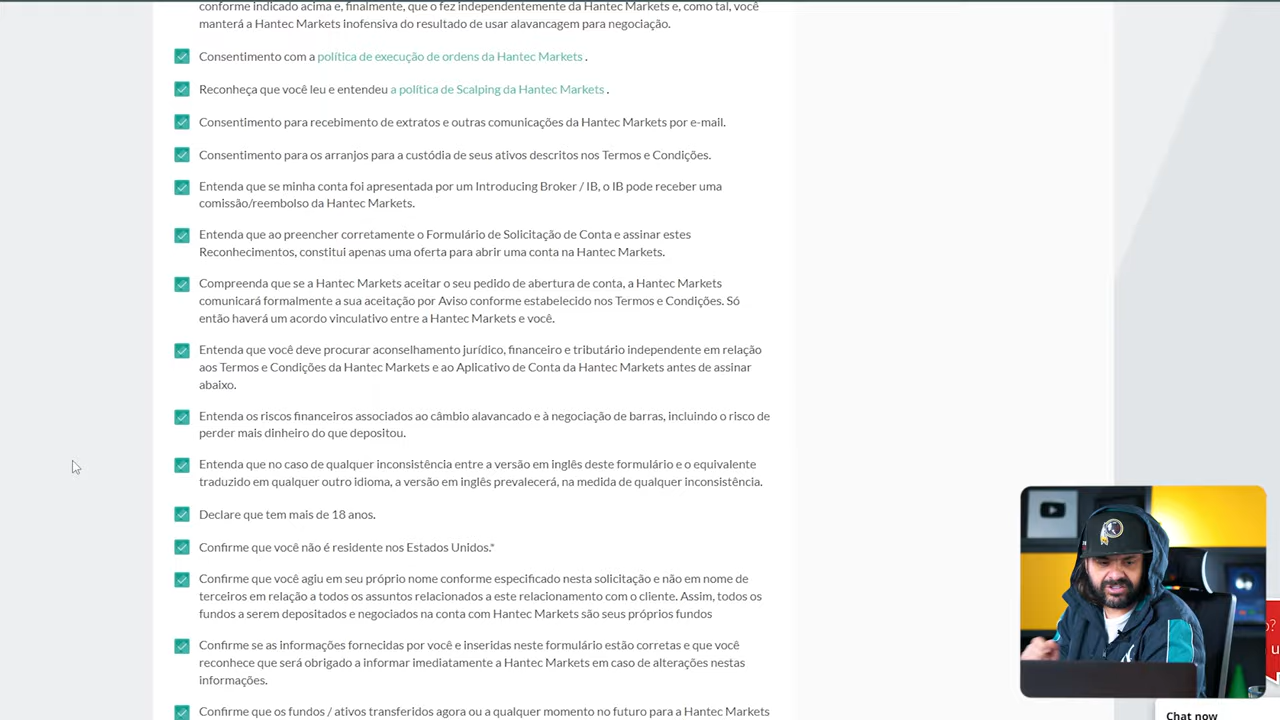 conforme indicado acima e, finalmente, que o fez independentemente da Hantec Markets e, como tal, você
manterá a Hantec Markets inofensiva do resultado de usar alavancagem para negociação.
Consentimento com a política de execução de ordens da Hantec Markets .
Reconheça que você leu e entendeu a política de Scalping da Hantec Markets .
Consentimento para recebimento de extratos e outras comunicações da Hantec Markets por e-mail.
Consentimento para os arranjos para a custódia de seus ativos descritos nos Termos e Condições.
Entenda que se minha conta foi apresentada por um Introducing Broker / IB, o IB pode receber uma
comissão/reembolso da Hantec Markets.
Entenda que ao preencher corretamente o Formulário de Solicitação de Conta e assinar estes
Reconhecimentos, constitui apenas uma oferta para abrir uma conta na Hantec Markets.
Compreenda que se a Hantec Markets aceitar o seu pedido de abertura de conta, a Hantec Markets
comunicará formalmente a sua aceitação por Aviso conforme estabelecido nos Termos e Condições. Só
então haverá um acordo vinculativo entre a Hantec Markets e você.
Entenda que você deve procurar aconselhamento jurídico, financeiro e tributário independente em relação
aos Termos e Condições da Hantec Markets e ao Aplicativo de Conta da Hantec Markets antes de assinar
abaixo.
Entenda os riscos financeiros associados ao câmbio alavancado e à negociação de barras, incluindo o risco de
perder mais dinheiro do que depositou.
Entenda que no caso de qualquer inconsistência entre a versão em inglês deste formulário e o equivalente
traduzido em qualquer outro idioma, a versão em inglês prevalecerá, na medida de qualquer inconsistência.
Declare que tem mais de 18 anos.
Confirme que você não é residente nos Estados Unidos.*
Confirme que você agiu em seu próprio nome conforme especificado nesta solicitação e não em nome de
terceiros em relação a todos os assuntos relacionados a este relacionamento com o cliente. Assim, todos os
fundos a serem depositados e negociados na conta com Hantec Markets são seus próprios fundos
Confirme se as informações fornecidas por você e inseridas neste formulário estão corretas e que você
reconhece que será obrigado a informar imediatamente a Hantec Markets em caso de alterações nestas
informações.
Confirme que os fundos / ativos transferidos agora ou a qualquer momento no futuro para a Hantec Markets
Chat now